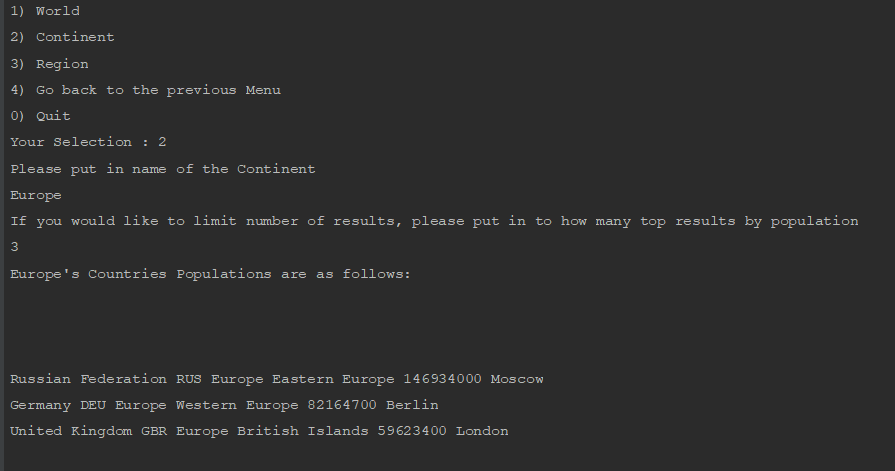 1) World
2) Continent
3) Region
4) Go back to the previous Menu
0) Quit
Your Selection : 2
Please put in name of the Continent
Europe
If you would like to limit number of results, please put in to how many top results by population
3
Europe's Countries Populations are as follows:
Russian Federation RUS Europe Eastern Europe 146934000 Moscow
Germany DEU Europe Western Europe 82164700 Berlin
United Kingdom GBR Europe British Islands 59623400 London